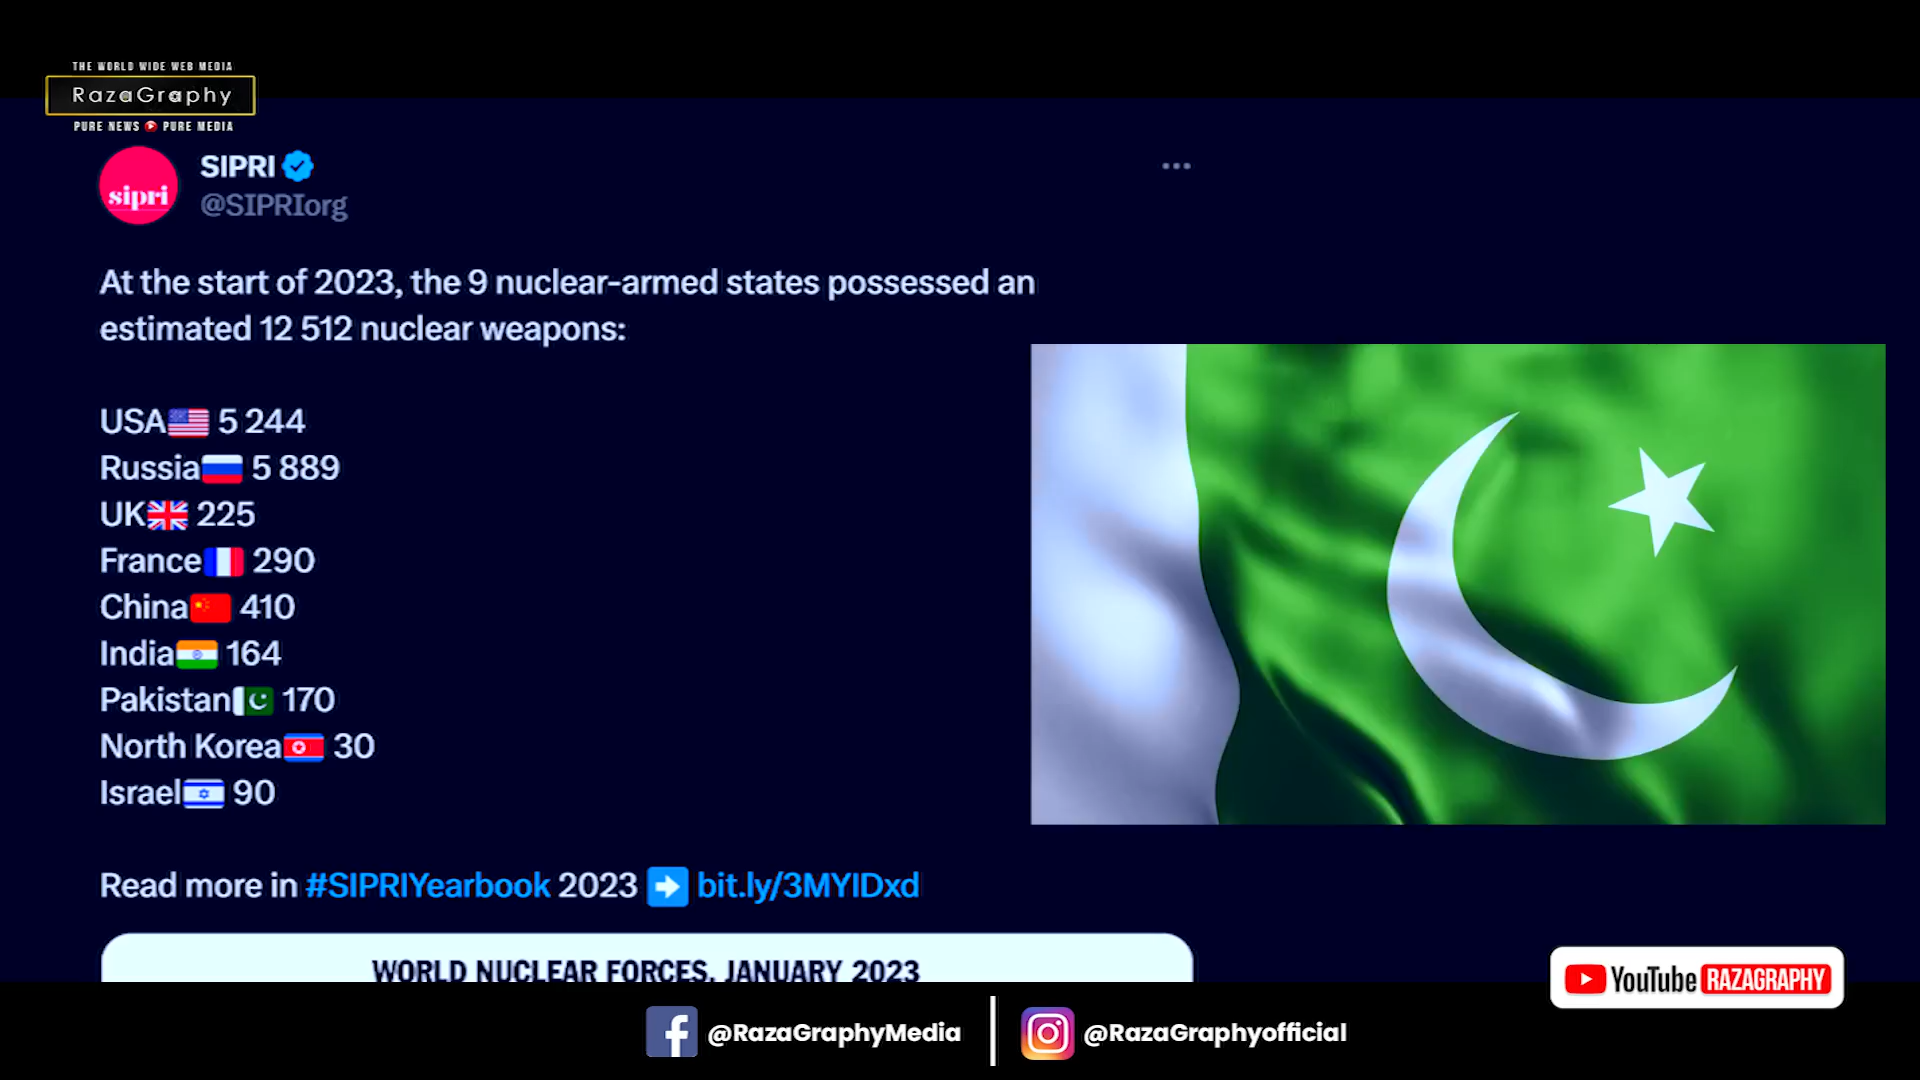 THE WORLD WIDE WEB MEDIA
RazaGraphy
PURE NEWS PURE MEDIA
sipri
SIPRI
@SIPRIorg
At the start of 2023, the 9 nuclear-armed states possessed an
estimated 12 512 nuclear weapons:
USA 5 244
Russia 5 889
UK 225
France 290
China 410
India 164
Pakistan 170
North Korea 30
Israel 90
Read more in #SIPRIYearbook 2023 bit.ly/3MYIDxd
WORLD NUCLEAR FORCES, JANUARY 2023
YouTube RAZAGRAPHY
@RazaGraphyMedia
@RazaGraphyofficial